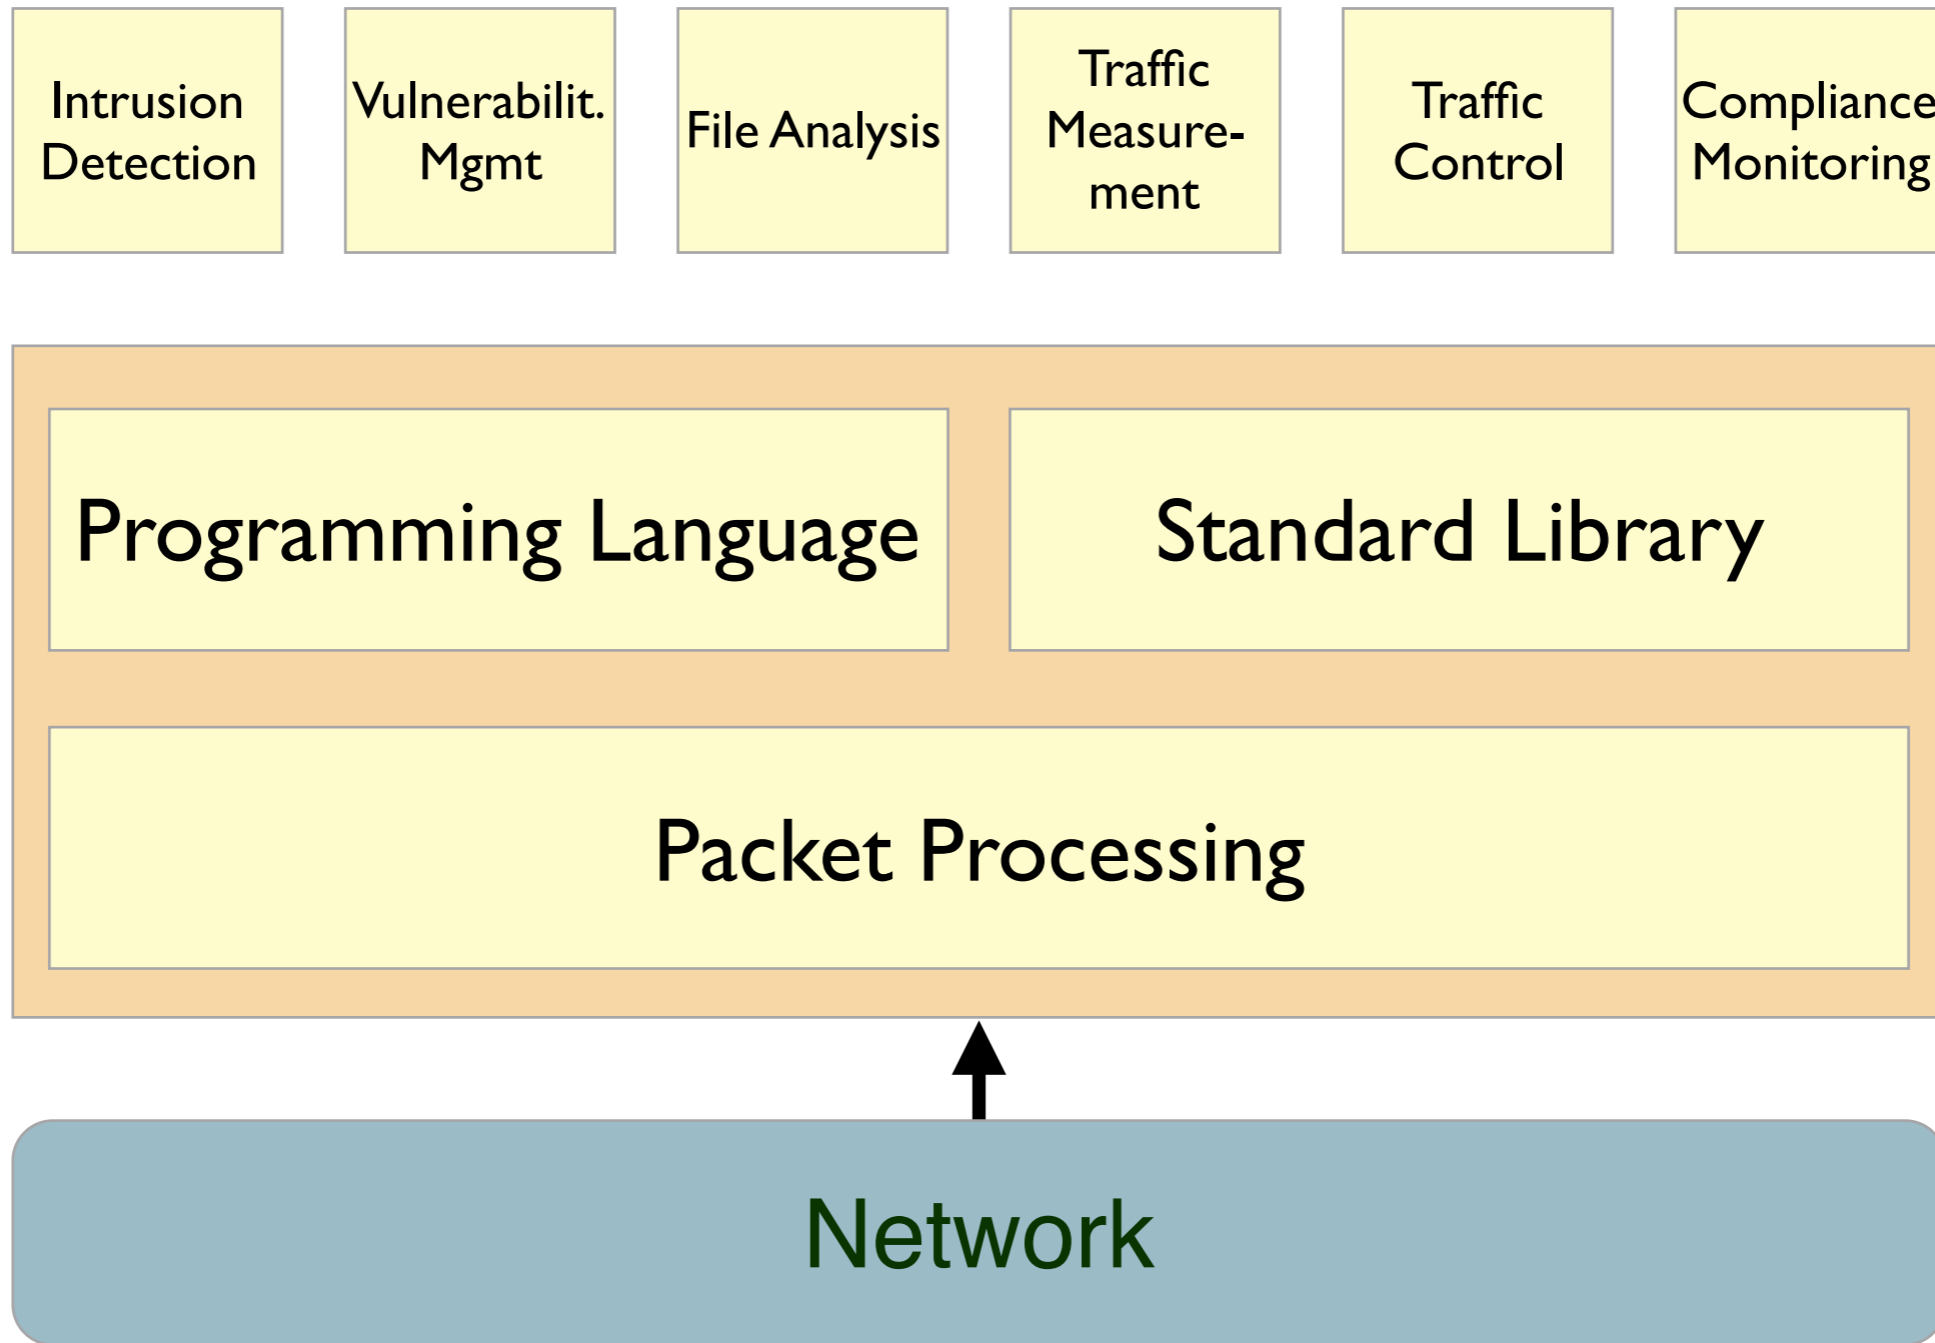 Intrusion
Detection
Vulnerabilit.
Mgmt
File Analysis
Traffic
Measure-
ment
Traffic
Control
Compliance
Monitoring
Programming Language
Standard Library
Packet Processing
Network